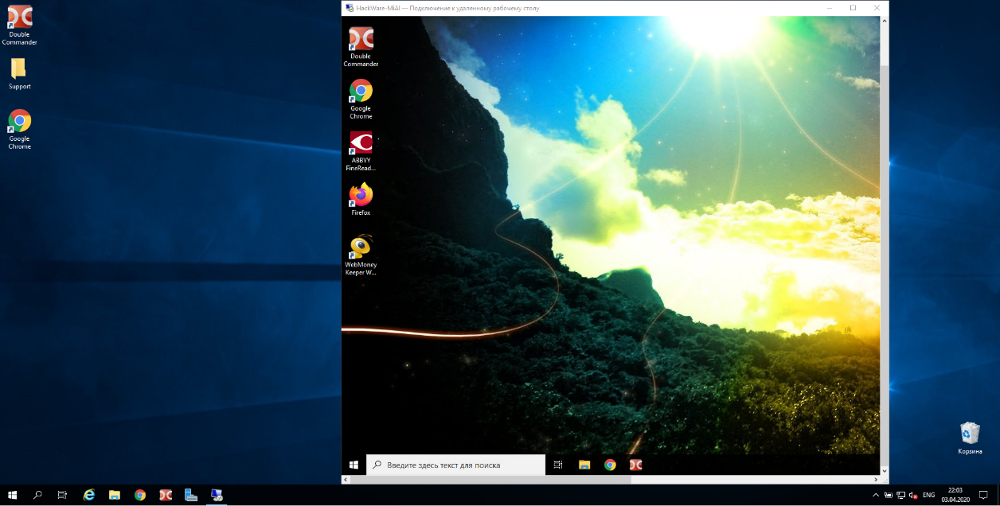 Double
Commander
Support
Google
Chrome
HackWare-MiAl — Подключение к удаленному рабочему столу
Double
Commander
Google
Chrome
ABBYY
FineRead...
Firefox
WebMoney
Keeper W...
Введите здесь текст для поиска
Корзина
ENG
22:03
03.04.2020